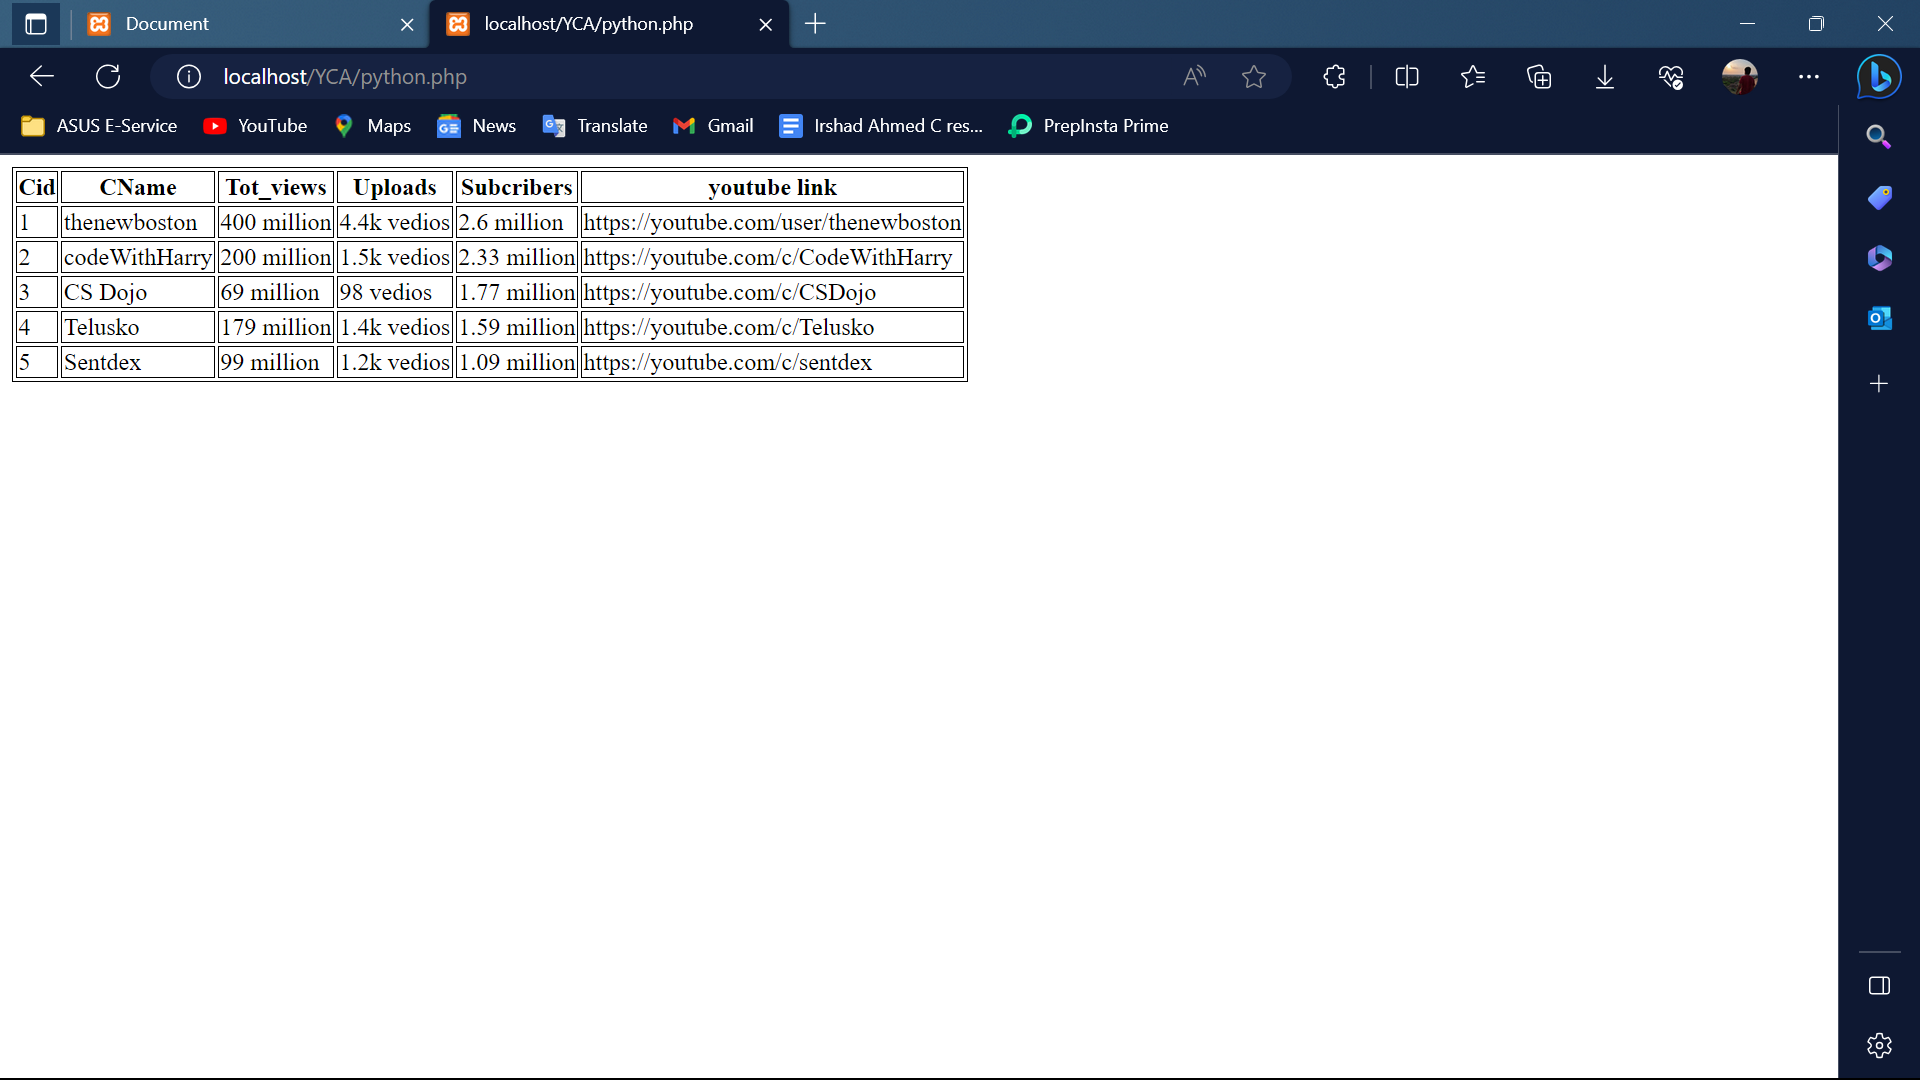 Document
localhost/YCA/python.php
localhost/YCA/python.php
ASUS E-Service YouTube Maps News Translate Gmail Irshad Ahmed C res... PrepInsta Prime
Cid CName Tot_views Uploads Subcribers youtube link
1 thenewboston 400 million 4.4k vedios 2.6 million https://youtube.com/user/thenewboston
2 codeWithHarry 200 million 1.5k vedios 2.33 million https://youtube.com/c/CodeWithHarry
3 CS Dojo 69 million 98 vedios 1.77 million https://youtube.com/c/CSDojo
4 Telusko 179 million 1.4k vedios 1.59 million https://youtube.com/c/Telusko
5 Sentdex 99 million 1.2k vedios 1.09 million https://youtube.com/c/sentdex